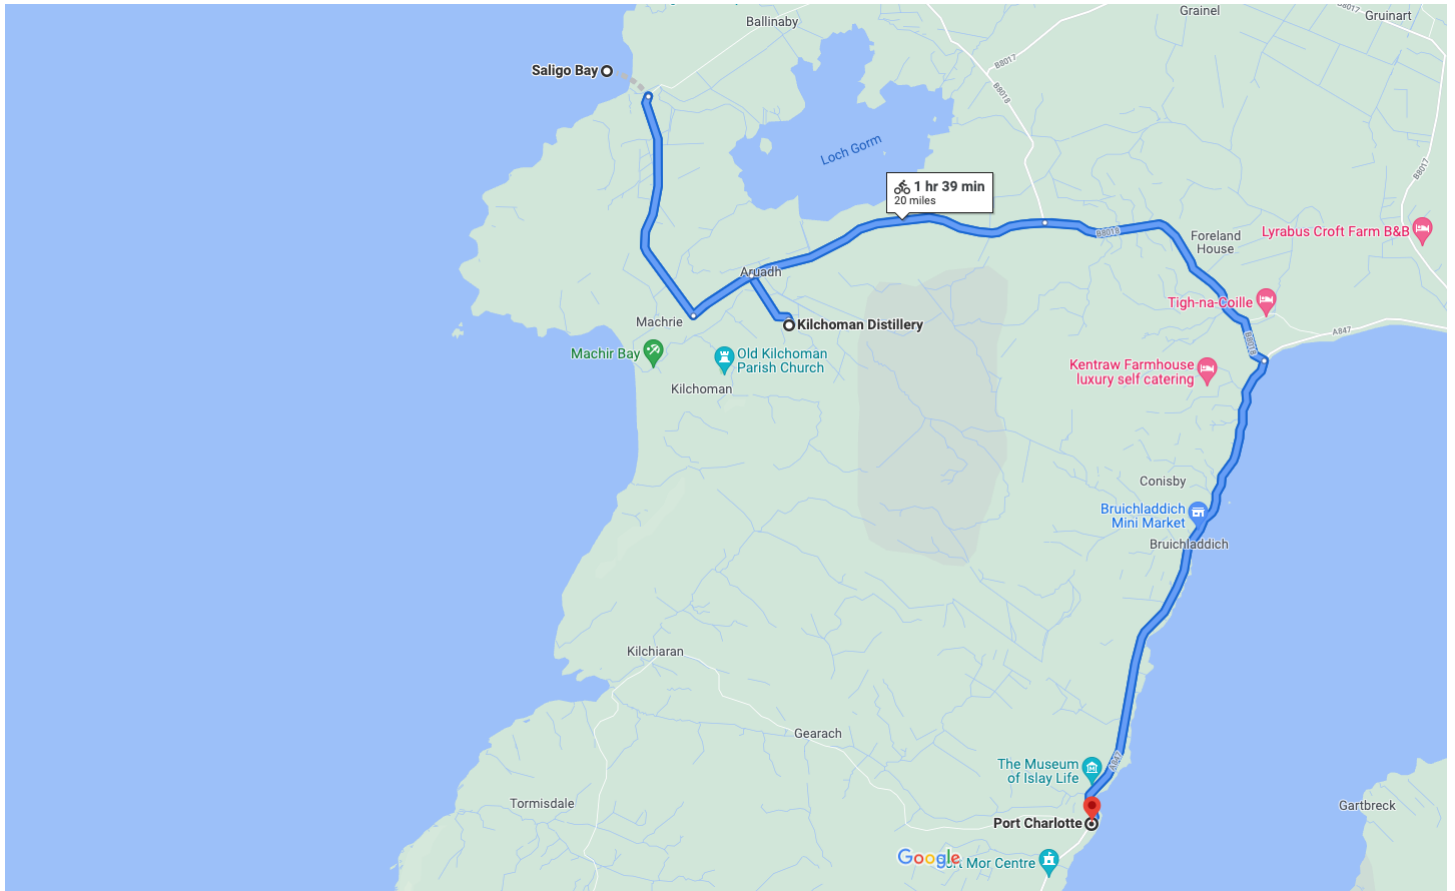 Ballinaby
Grainel
B8017
Gruinart
Saligo Bay
B8017
B8018
Loch Gorm
B8017
1 hr 39 min
20 miles
B8018
Foreland
House
Lyrabus Croft Farm B&B
Aruadh
Tigh-na-Coille
Machrie
Kilchoman Distillery
B8018
A847
Machir Bay
Old Kilchoman
Parish Church
Kentraw Farmhouse
luxury self catering
Kilchoman
Conisby
Bruichladdich
Mini Market
Bruichladdich
Kilchiaran
Gearach
The Museum
of Islay Life
A847
Tormisdale
Gartbreck
Port Charlotte
Google
Mor Centre